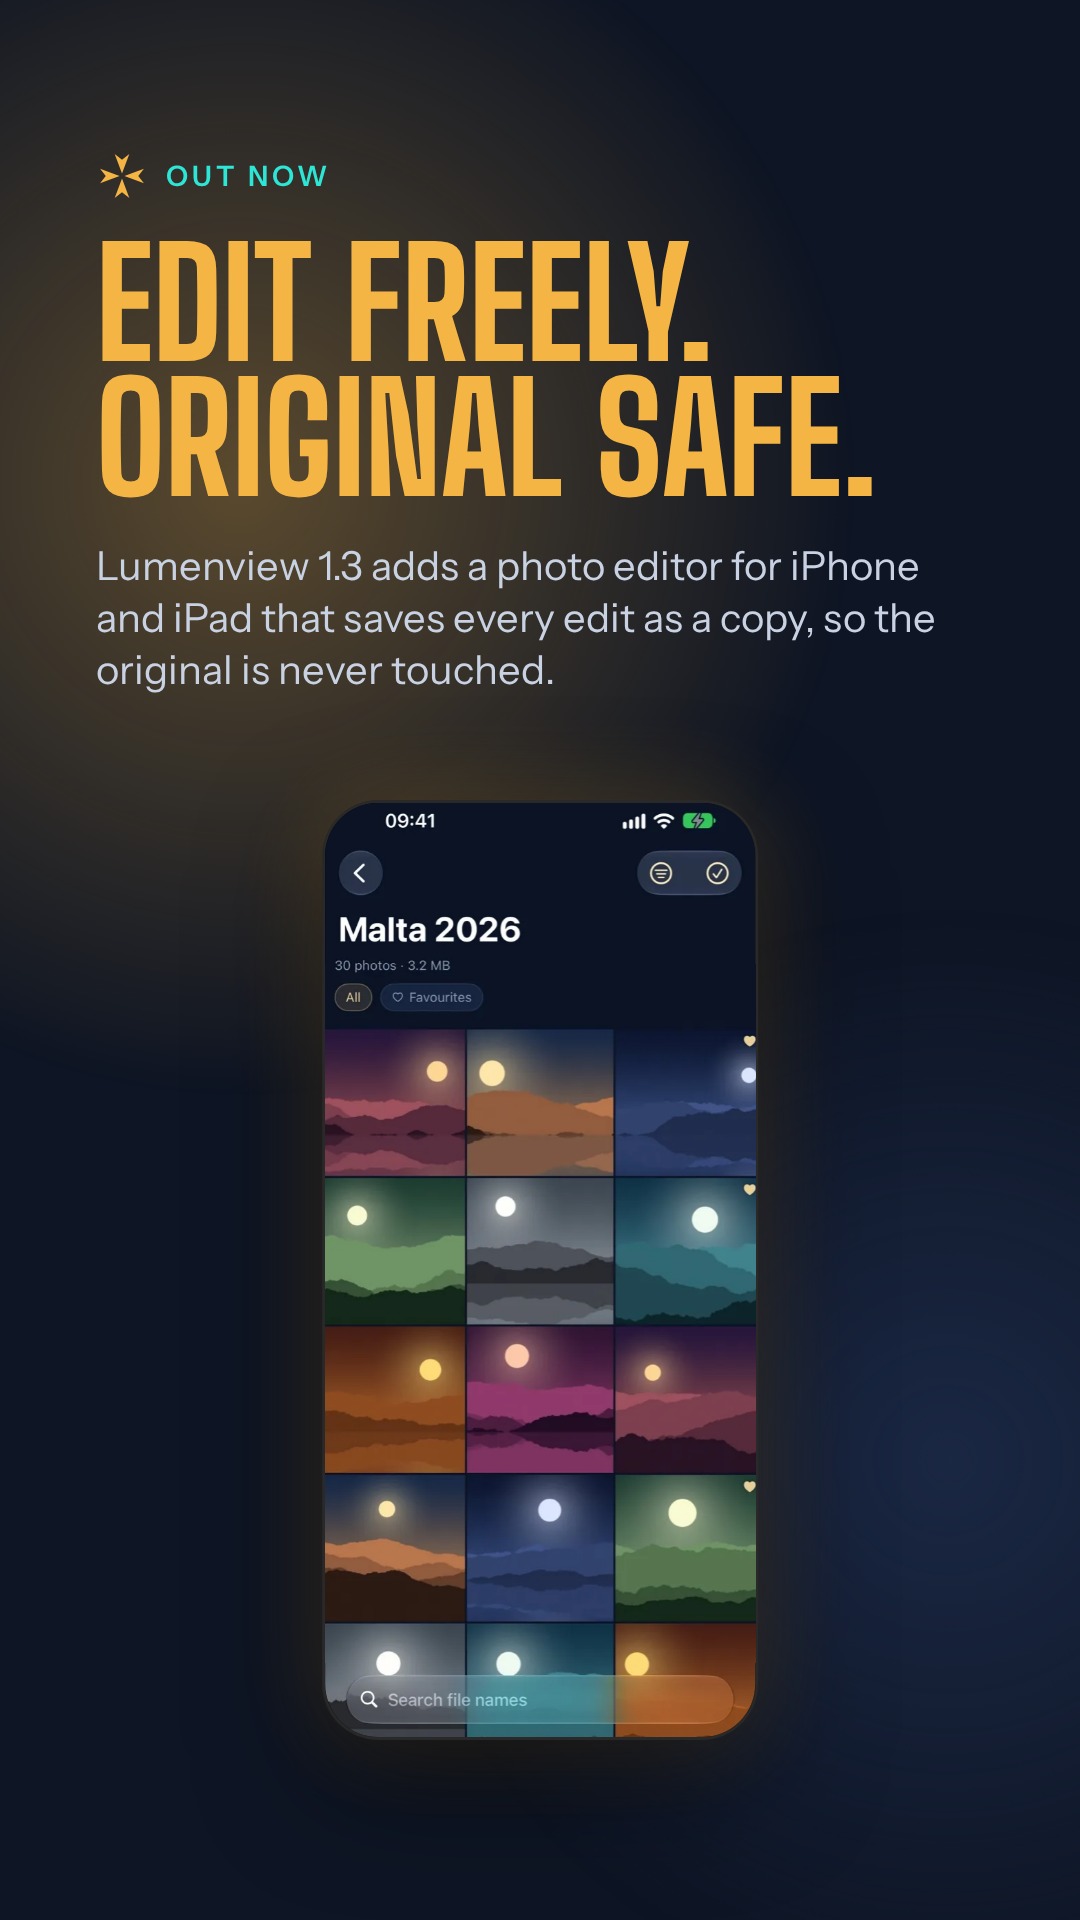 OUT NOW
EDIT FREELY.
ORIGINAL SAFE.
Lumenview 1.3 adds a photo editor for iPhone
and iPad that saves every edit as a copy, so the
original is never touched.
09:41
Malta 2026
30 photos · 3.2 MB
All
Favourites
Search file names